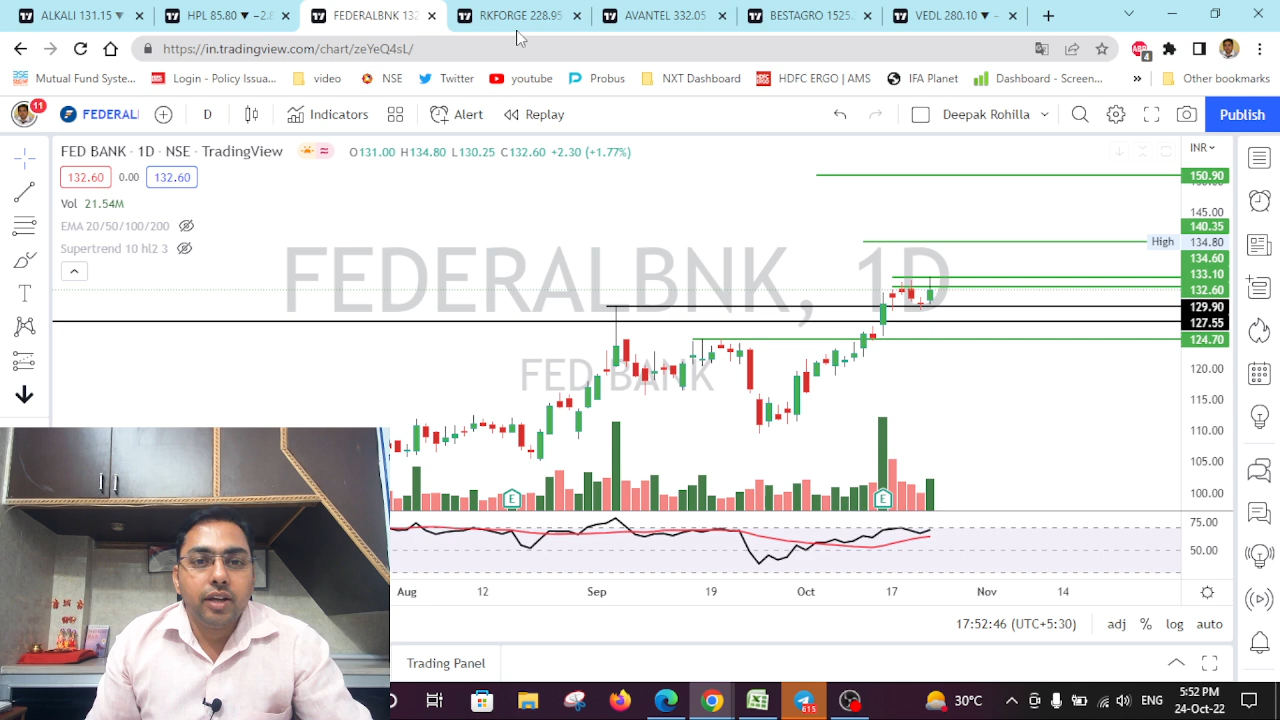 ALKALI 131.15 ▼
HPL 85.80 ▼ −2.8
FEDERALBNK 132
RKFORGE 228.95
AVANTEL 332.05
BESTAGRO 1525.
VEDL 280.10 ▼ −
https://in.tradingview.com/chart/zeYeQ4sL/
4
Mutual Fund Syste...
Login - Policy Issua...
video
NSE
Twitter
youtube
Probus
NXT Dashboard
HDFC ERGO | AMS
IFA Planet
Dashboard - Screen...
»
Other bookmarks
11
FEDERALI
D
Indicators
Alert
Replay
Deepak Rohilla
Publish
FED BANK · 1D · NSE · TradingView
O131.00 H134.80 L130.25 C132.60 +2.30 (+1.77%)
INR
132.60
0.00
132.60
Vol 21.54M
EMA 20/50/100/200
Supertrend 10 hl2 3
FEDERALBNK, 1D
FED BANK
150.90
145.00
140.35
High 134.80
134.60
133.10
132.60
129.90
127.55
124.70
120.00
115.00
110.00
105.00
100.00
E
E
75.00
50.00
Aug
12
Sep
19
Oct
17
Nov
14
17:52:46 (UTC+5:30)
adj
%
log
auto
Trading Panel
615
30°C
5:52 PM
24-Oct-22